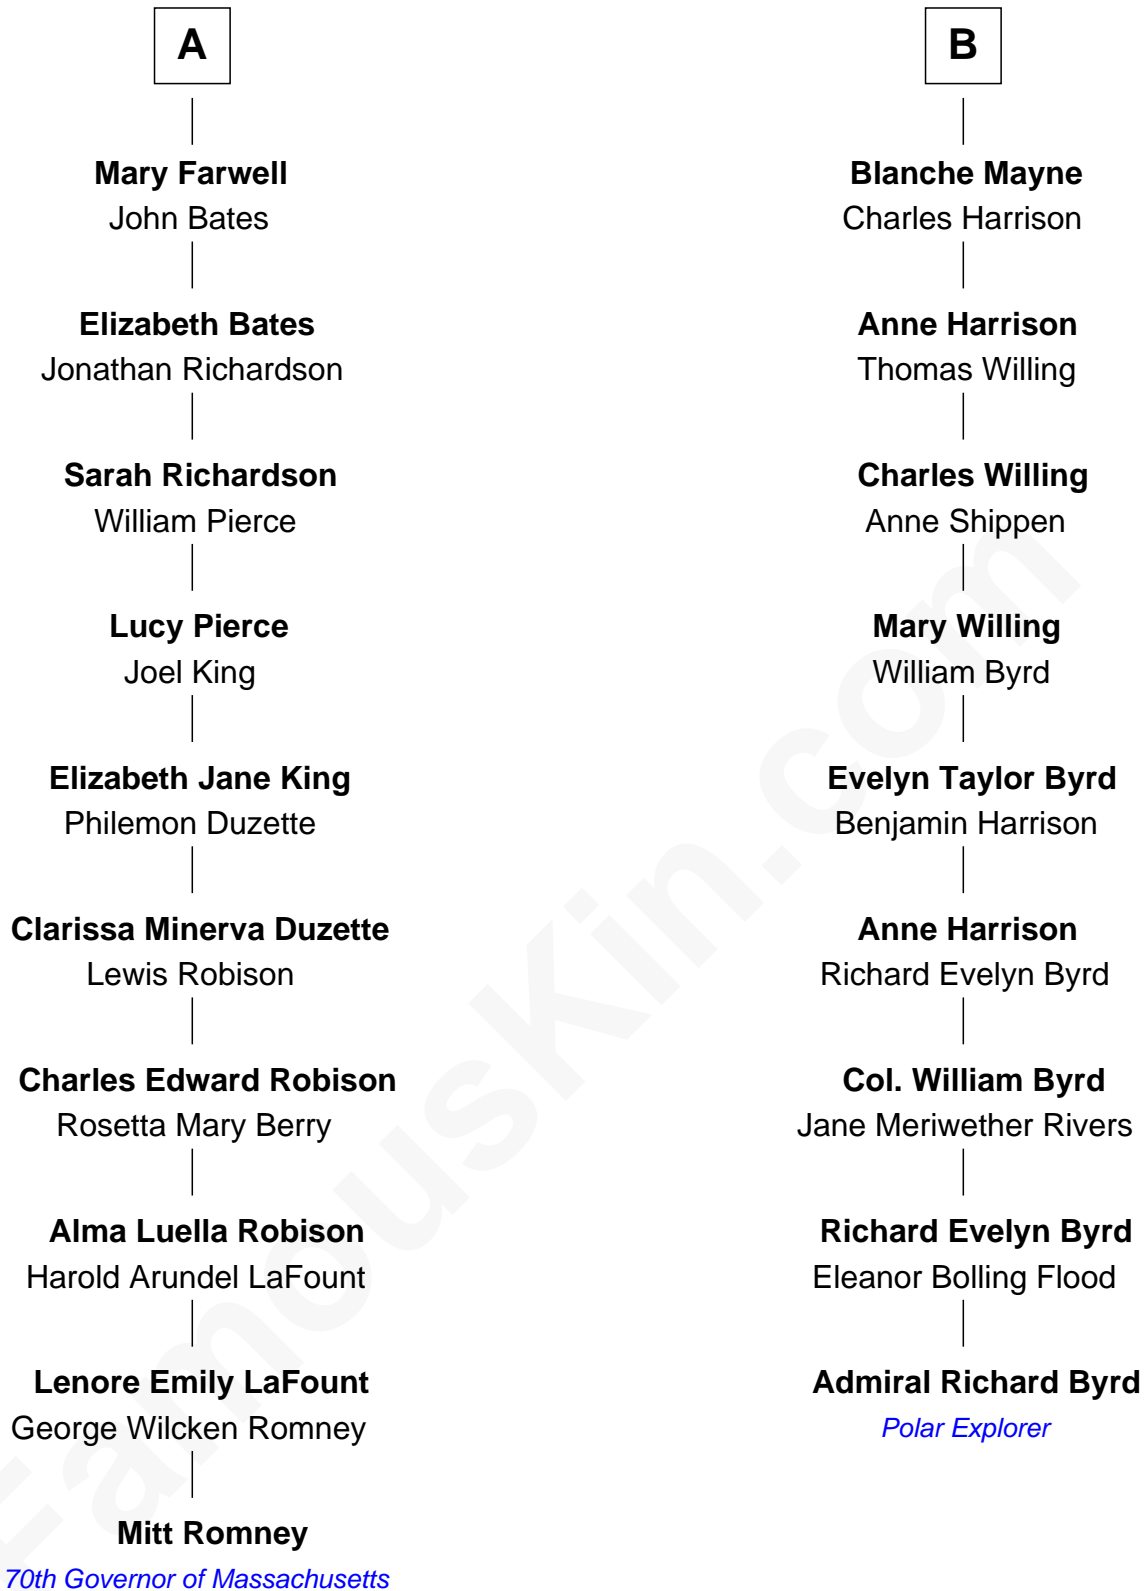 A
Mary Farwell
John Bates
Elizabeth Bates
Jonathan Richardson
Sarah Richardson
William Pierce
Lucy Pierce
Joel King
Elizabeth Jane King
Philemon Duzette
Clarissa Minerva Duzette
Lewis Robison
Charles Edward Robison
Rosetta Mary Berry
Alma Luella Robison
Harold Arundel LaFount
Lenore Emily LaFount
George Wilcken Romney
Mitt Romney
70th Governor of Massachusetts
B
Blanche Mayne
Charles Harrison
Anne Harrison
Thomas Willing
Charles Willing
Anne Shippen
Mary Willing
William Byrd
Evelyn Taylor Byrd
Benjamin Harrison
Anne Harrison
Richard Evelyn Byrd
Col. William Byrd
Jane Meriwether Rivers
Richard Evelyn Byrd
Eleanor Bolling Flood
Admiral Richard Byrd
Polar Explorer
FamousKin.com